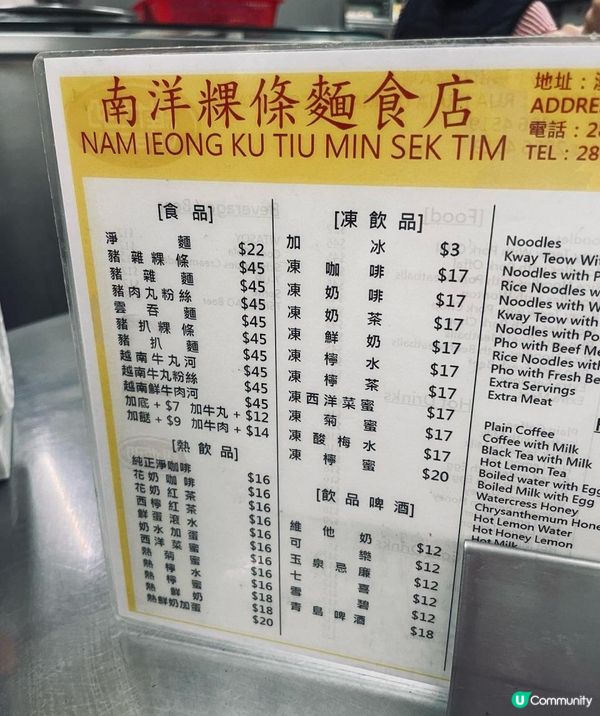 南洋粿條麵食店
NAM IEONG KU TIU MIN SEK TIM
地址：
ADDRE
電話：28
TEL：28
[食品]
淨麵 $22
豬雜粿條 $45
豬雜麵 $45
豬肉丸粉絲 $45
雲吞麵 $45
豬扒粿條 $45
豬扒麵 $45
越南牛丸河 $45
越南牛丸粉絲 $45
越南鮮牛肉河 $45
加底 + $7 加牛丸 + $12
加餸 + $9 加牛肉 + $14
[熱飲品]
純正淨咖啡 $16
花奶咖啡 $16
花奶紅茶 $16
西檸紅茶 $16
鮮蛋滾水 $16
奶水加蛋 $16
西洋菜蜜 $16
熱菊蜜 $16
熱檸水 $16
熱檸蜜 $18
熱鮮奶 $18
熱鮮奶加蛋 $20
[凍飲品]
加冰 $3
凍咖啡 $17
凍奶啡 $17
凍奶茶 $17
凍鮮奶 $17
凍檸水 $17
凍檸茶 $17
凍西洋菜蜜 $17
凍菊蜜 $17
凍酸梅水 $17
凍檸蜜 $20
[飲品啤酒]
維他奶 $12
可樂 $12
玉泉忌廉 $12
七喜 $12
雪碧 $12
青島啤酒 $18
Noodles
Kway Teow Wit
Noodles with P
Rice Noodles w
Noodles with W
Kway Teow with
Noodles with Po
Pho with Beef Me
Rice Noodles with
Pho with Fresh Be
Extra Servings
Extra Meat
Plain Coffee
Coffee with Milk
Black Tea with Milk
Hot Lemon Tea
Boiled water with Egg
Boiled Milk with Egg
Watercress Honey
Chrysanthemum Hone
Hot Lemon Water
Hot Honey Lemon
Hot Milk
U Community